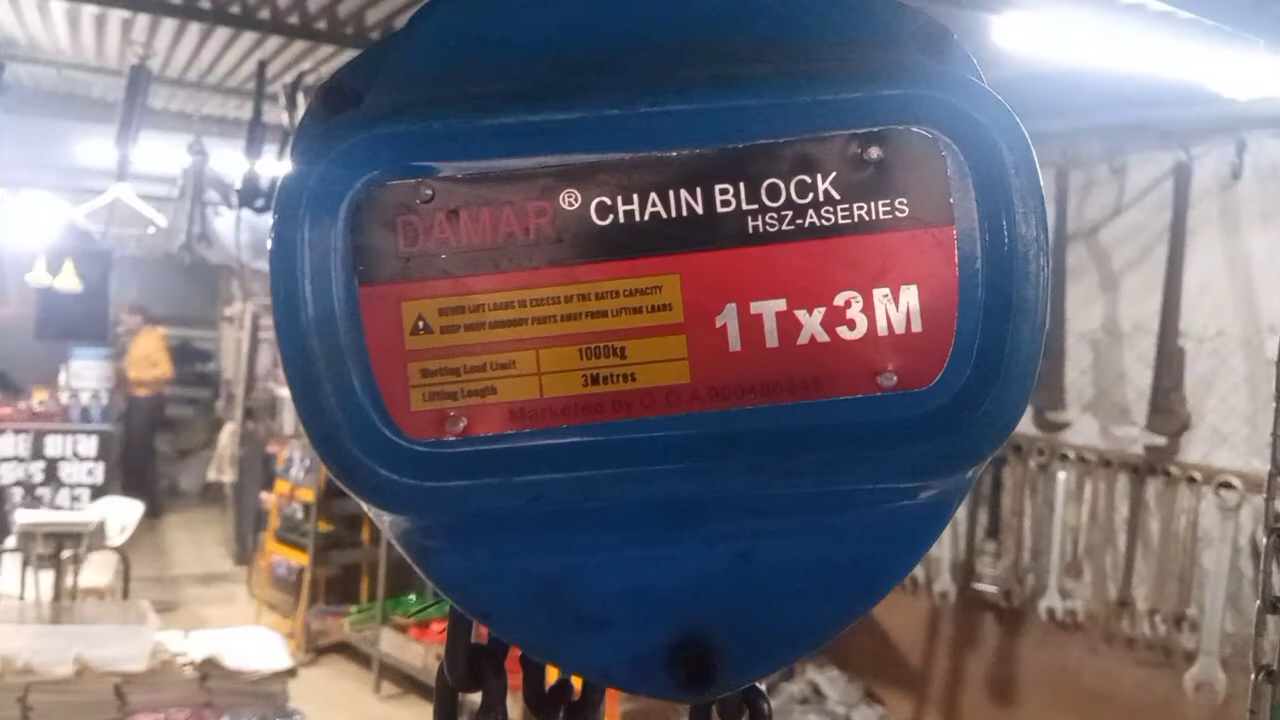 DAMAR® CHAIN BLOCK
HSZ-ASERIES
NEVER LIFT LOADS IN EXCESS OF THE RATED CAPACITY
KEEP BODY ANDBODY PARTS AWAY FROM LIFTING LOADS
1Tx3M
Working Load Limit 1000kg
Lifting Length 3Metres
Marketed by